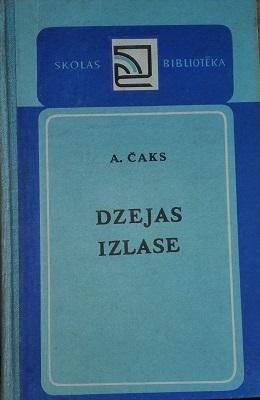 SKOLAS BIBLIOTĒKA
A. ČAKS
DZEJAS
IZLASE